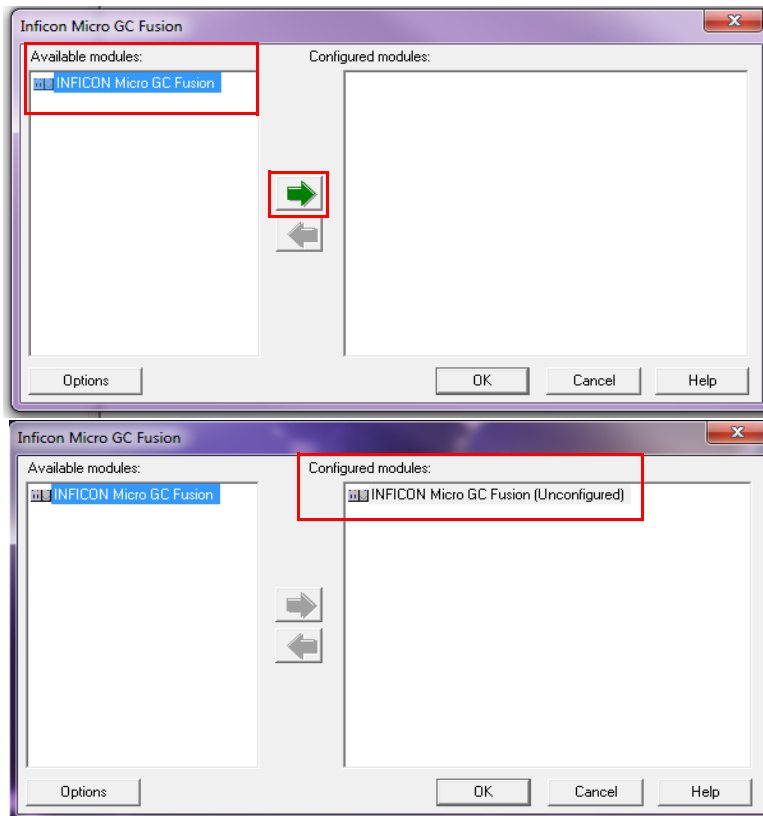 Inficon Micro GC Fusion
Available modules:
Configured modules:
INFICON Micro GC Fusion
Options
OK
Cancel
Help
Inficon Micro GC Fusion
Available modules:
Configured modules:
INFICON Micro GC Fusion
INFICON Micro GC Fusion (Unconfigured)
Options
OK
Cancel
Help